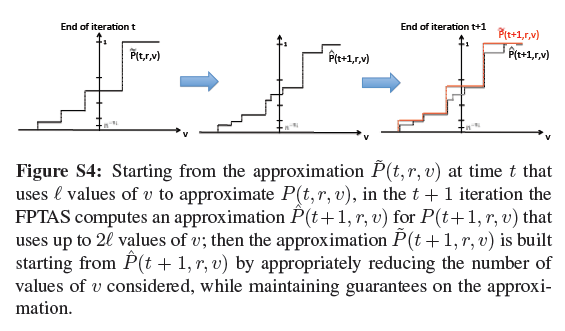 End of iteration t
End of iteration t+1
P̃(t+1,r,v)
1
P̃(t,r,v)
1
P̂(t+1,r,v)
1
P̂(t+1,r,v)
v
v
v
Figure S4: Starting from the approximation P̃(t, r, v) at time t that
uses ℓ values of v to approximate P(t, r, v), in the t + 1 iteration the
FPTAS computes an approximation P̂(t+1, r, v) for P(t+1, r, v) that
uses up to 2ℓ values of v; then the approximation P̃(t + 1, r, v) is built
starting from P̂(t + 1, r, v) by appropriately reducing the number of
values of v considered, while maintaining guarantees on the approxi-
mation.